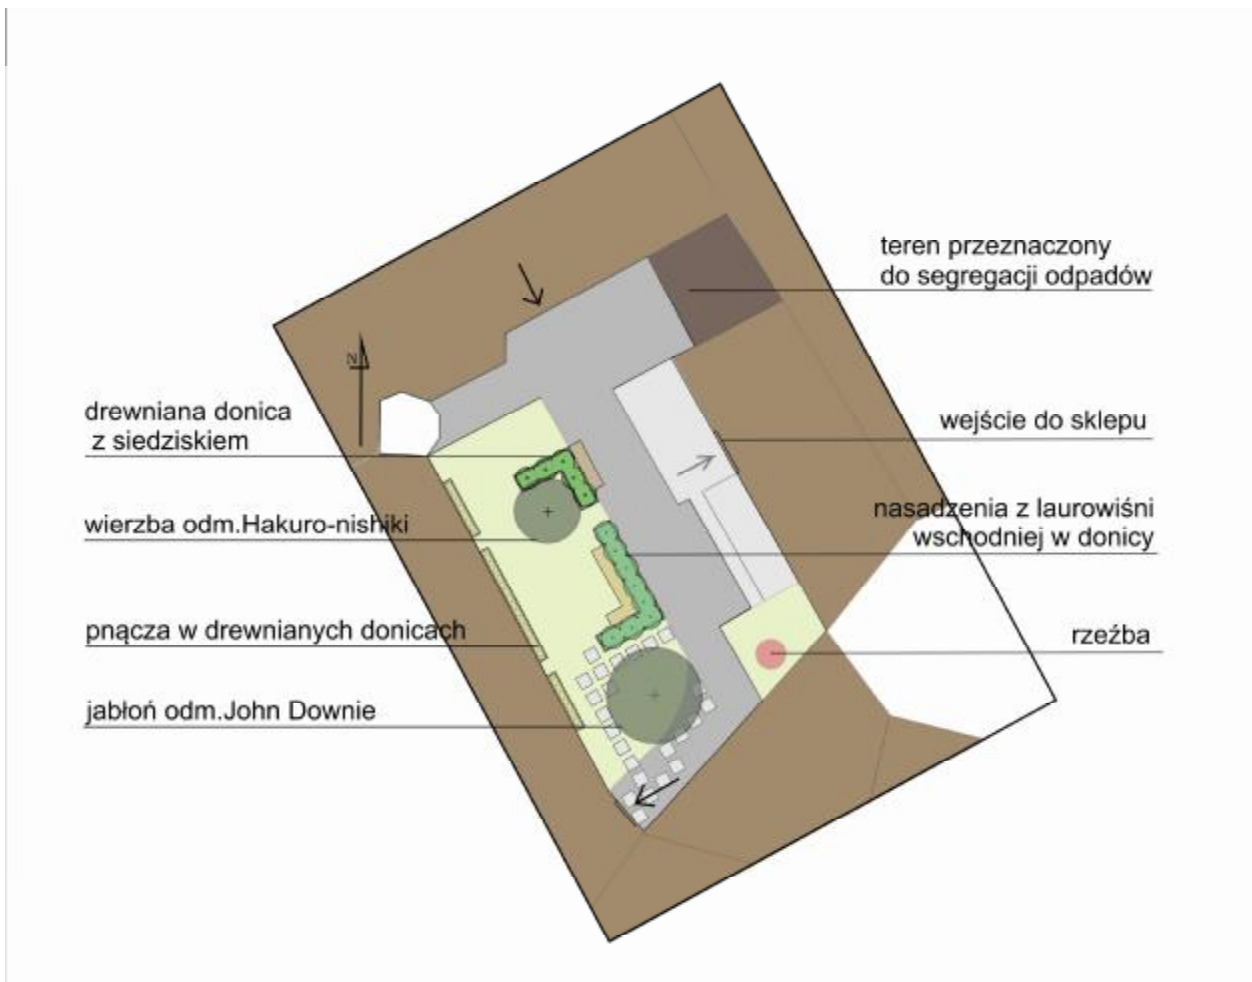 teren przeznaczony
do segregacji odpadów
N
drewniana donica
z siedziskiem
wejście do sklepu
wierzba odm.Hakuro-nishiki
nasadzenia z laurowiśni
wschodniej w donicy
pnącza w drewnianych donicach
rzeźba
jabłoń odm.John Downie